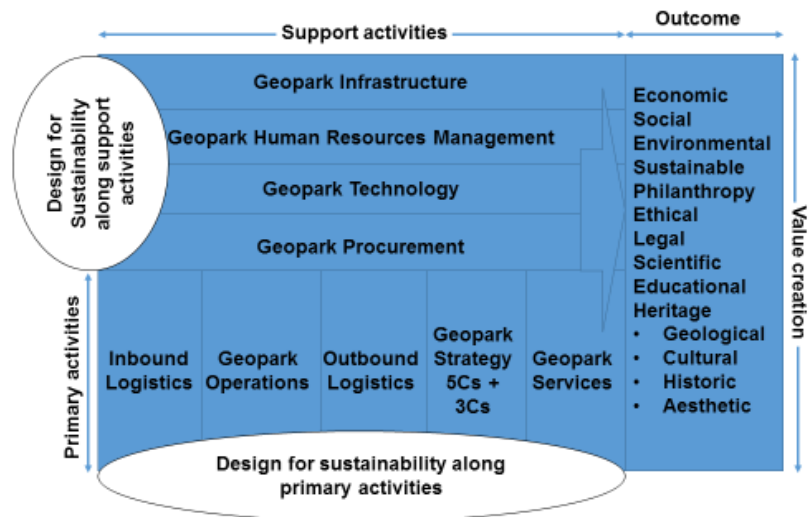 Support activities
Outcome
Design for
Sustainability
along support
activities
Geopark Infrastructure
Geopark Human Resources Management
Geopark Technology
Geopark Procurement
Economic
Social
Environmental
Sustainable
Philanthropy
Ethical
Legal
Scientific
Educational
Heritage
• Geological
• Cultural
• Historic
• Aesthetic
Value creation
Primary activities
Inbound
Logistics
Geopark
Operations
Outbound
Logistics
Geopark
Strategy
5Cs +
3Cs
Geopark
Services
Design for sustainability along
primary activities